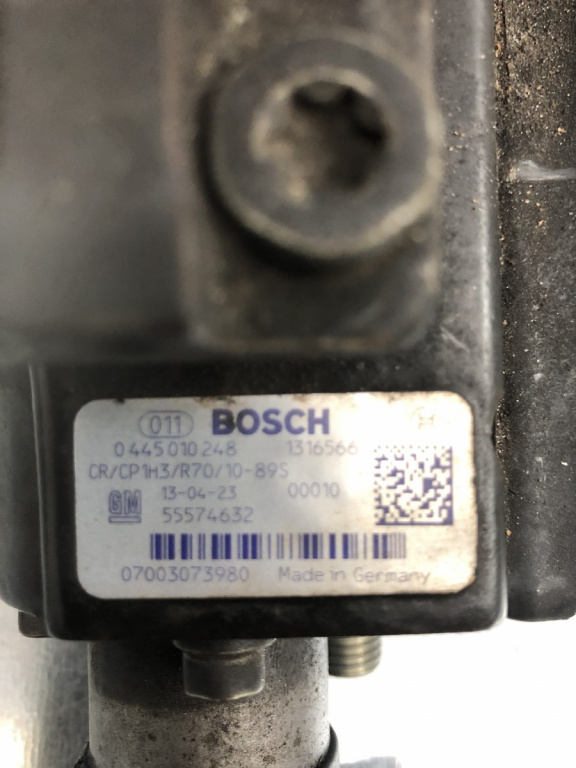 011 BOSCH
0445010248 1316566
CR/CP1H3/R70/10-89S
GM 13-04-23 00010
55574632
07003073980 Made in Germany